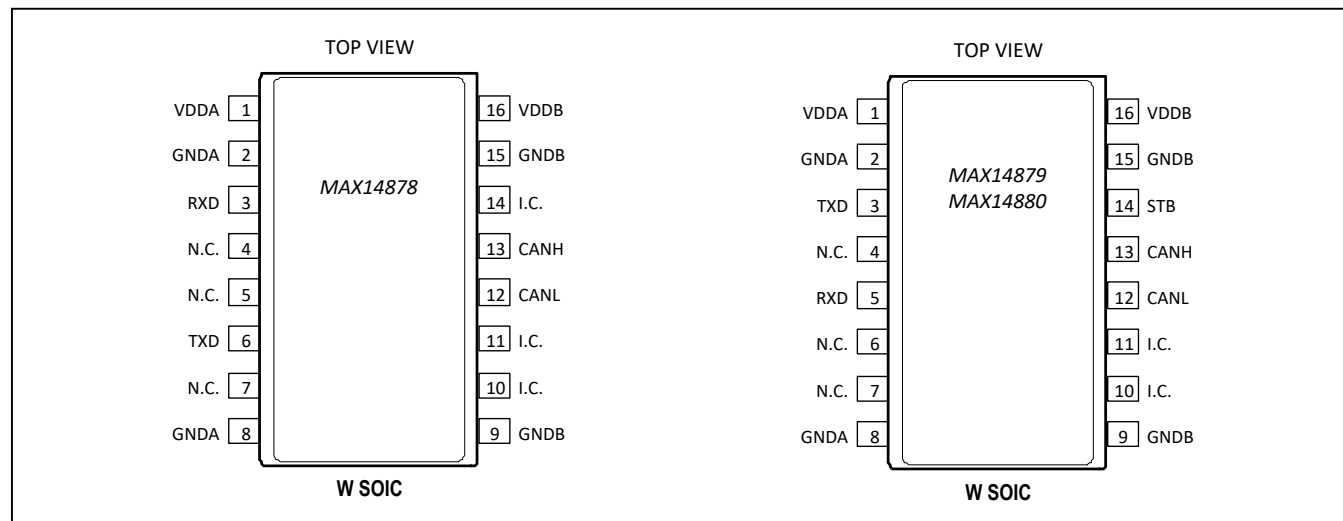 TOP VIEW
VDDA 1
GNDA 2
RXD 3
N.C. 4
N.C. 5
TXD 6
N.C. 7
GNDA 8
MAX14878
16 VDDB
15 GNDB
14 I.C.
13 CANH
12 CANL
11 I.C.
10 I.C.
9 GNDB
W SOIC
TOP VIEW
VDDA 1
GNDA 2
TXD 3
N.C. 4
RXD 5
N.C. 6
N.C. 7
GNDA 8
MAX14879
MAX14880
16 VDDB
15 GNDB
14 STB
13 CANH
12 CANL
11 I.C.
10 I.C.
9 GNDB
W SOIC